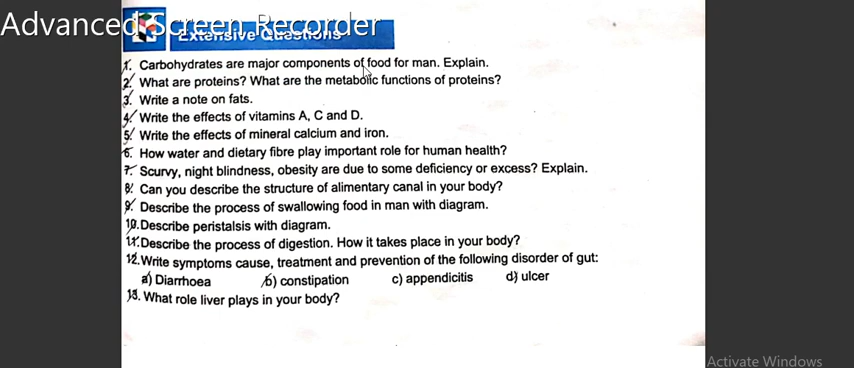 Advanced Screen Recorder
Extensive Questions
1. Carbohydrates are major components of food for man. Explain.
2. What are proteins? What are the metabolic functions of proteins?
3. Write a note on fats.
4. Write the effects of vitamins A, C and D.
5. Write the effects of mineral calcium and iron.
6. How water and dietary fibre play important role for human health?
7. Scurvy, night blindness, obesity are due to some deficiency or excess? Explain.
8. Can you describe the structure of alimentary canal in your body?
9. Describe the process of swallowing food in man with diagram.
10. Describe peristalsis with diagram.
11. Describe the process of digestion. How it takes place in your body?
12. Write symptoms cause, treatment and prevention of the following disorder of gut:
a) Diarrhoea b) constipation c) appendicitis d) ulcer
13. What role liver plays in your body?
Activate Windows